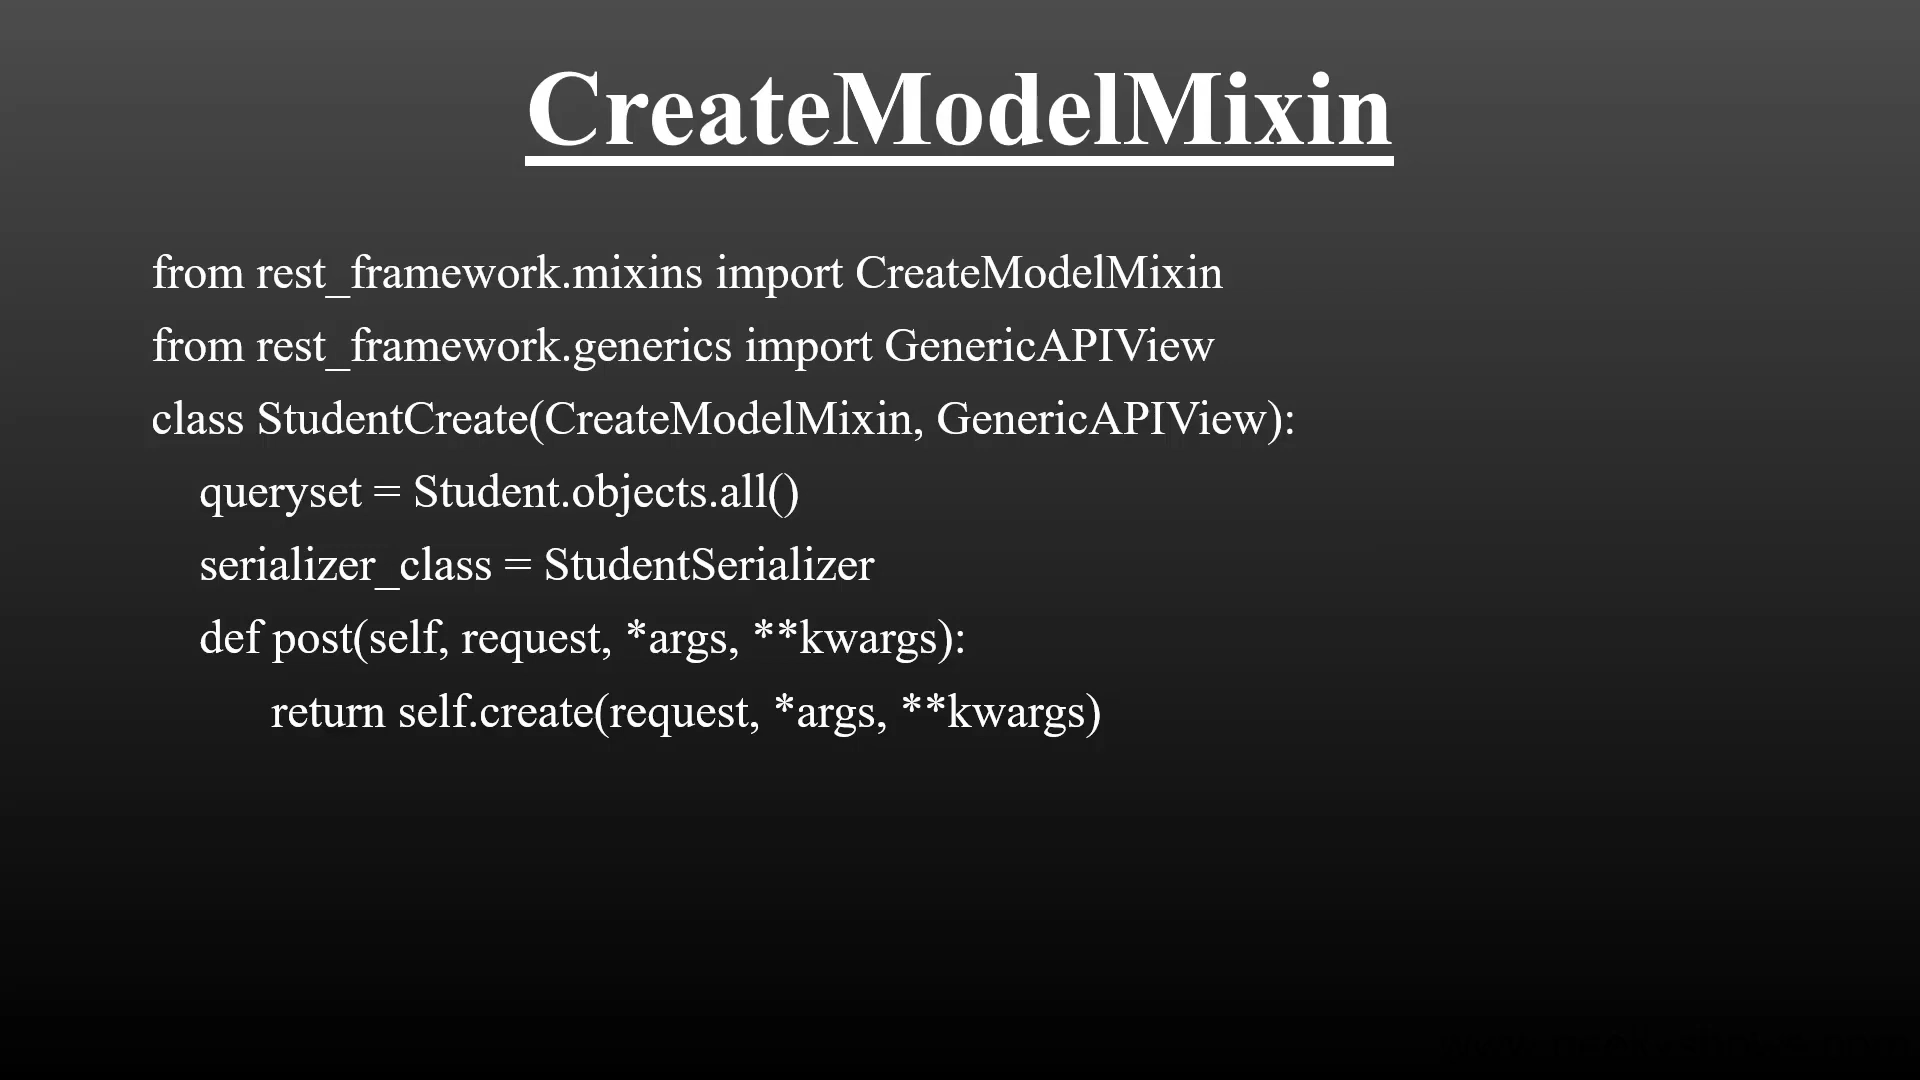 CreateModelMixin
from rest_framework.mixins import CreateModelMixin
from rest_framework.generics import GenericAPIView
class StudentCreate(CreateModelMixin, GenericAPIView):
queryset = Student.objects.all()
serializer_class = StudentSerializer
def post(self, request, *args, **kwargs):
return self.create(request, *args, **kwargs)